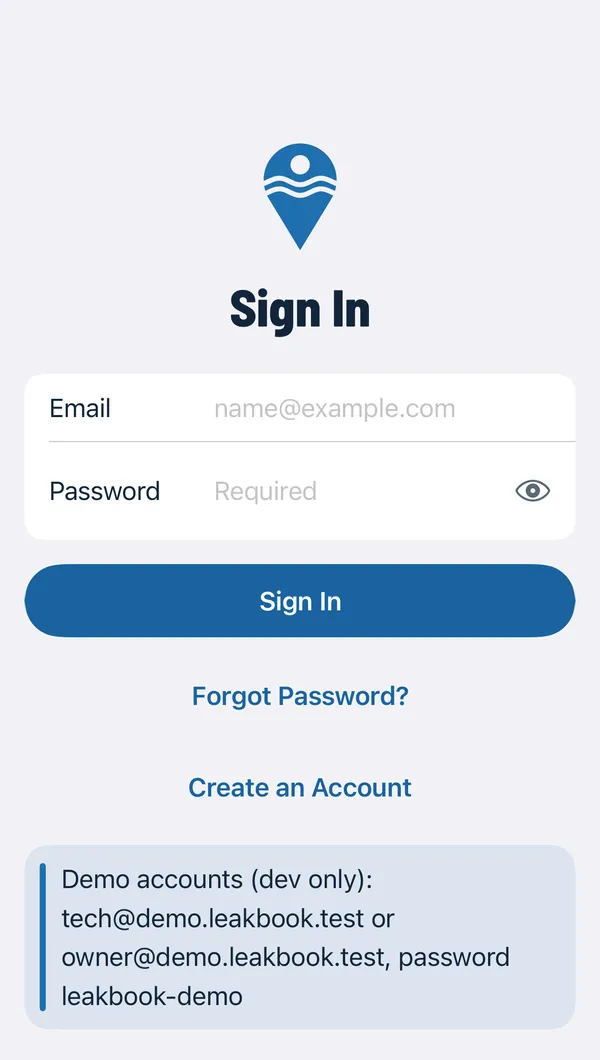 Sign In
Email name@example.com
Password Required
Sign In
Forgot Password?
Create an Account
Demo accounts (dev only):
tech@demo.leakbook.test or
owner@demo.leakbook.test, password
leakbook-demo